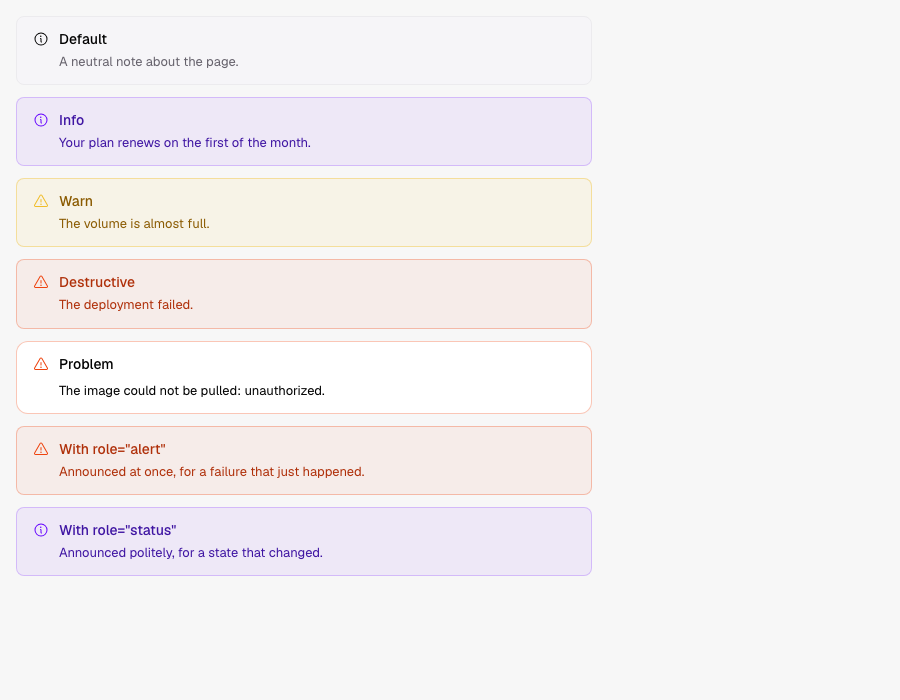 Default
A neutral note about the page.
Info
Your plan renews on the first of the month.
Warn
The volume is almost full.
Destructive
The deployment failed.
Problem
The image could not be pulled: unauthorized.
With role="alert"
Announced at once, for a failure that just happened.
With role="status"
Announced politely, for a state that changed.